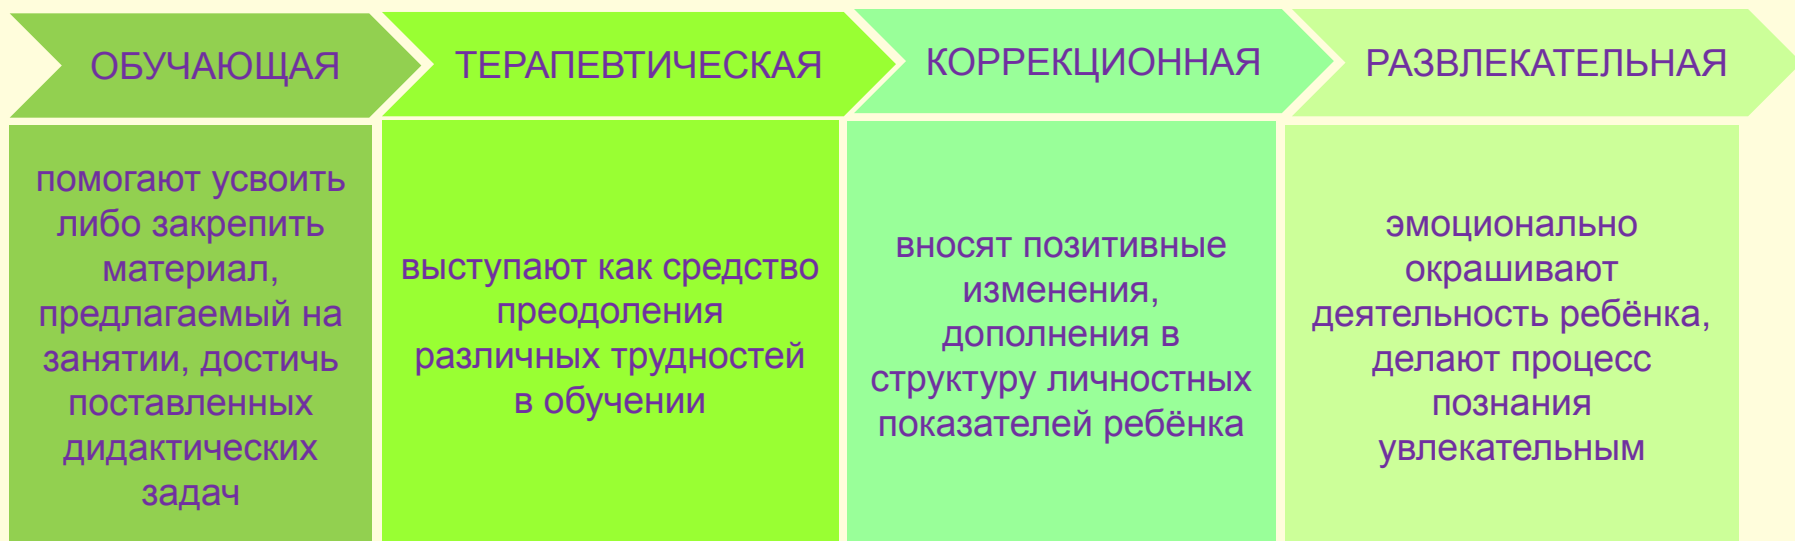 ОБУЧАЮЩАЯ
ТЕРАПЕВТИЧЕСКАЯ
КОРРЕКЦИОННАЯ
РАЗВЛЕКАТЕЛЬНАЯ
помогают усвоить
либо закрепить
материал,
предлагаемый на
занятии, достичь
поставленных
дидактических
задач
выступают как средство
преодоления
различных трудностей
в обучении
вносят позитивные
изменения,
дополнения в
структуру личностных
показателей ребёнка
эмоционально
окрашивают
деятельность ребёнка,
делают процесс
познания
увлекательным